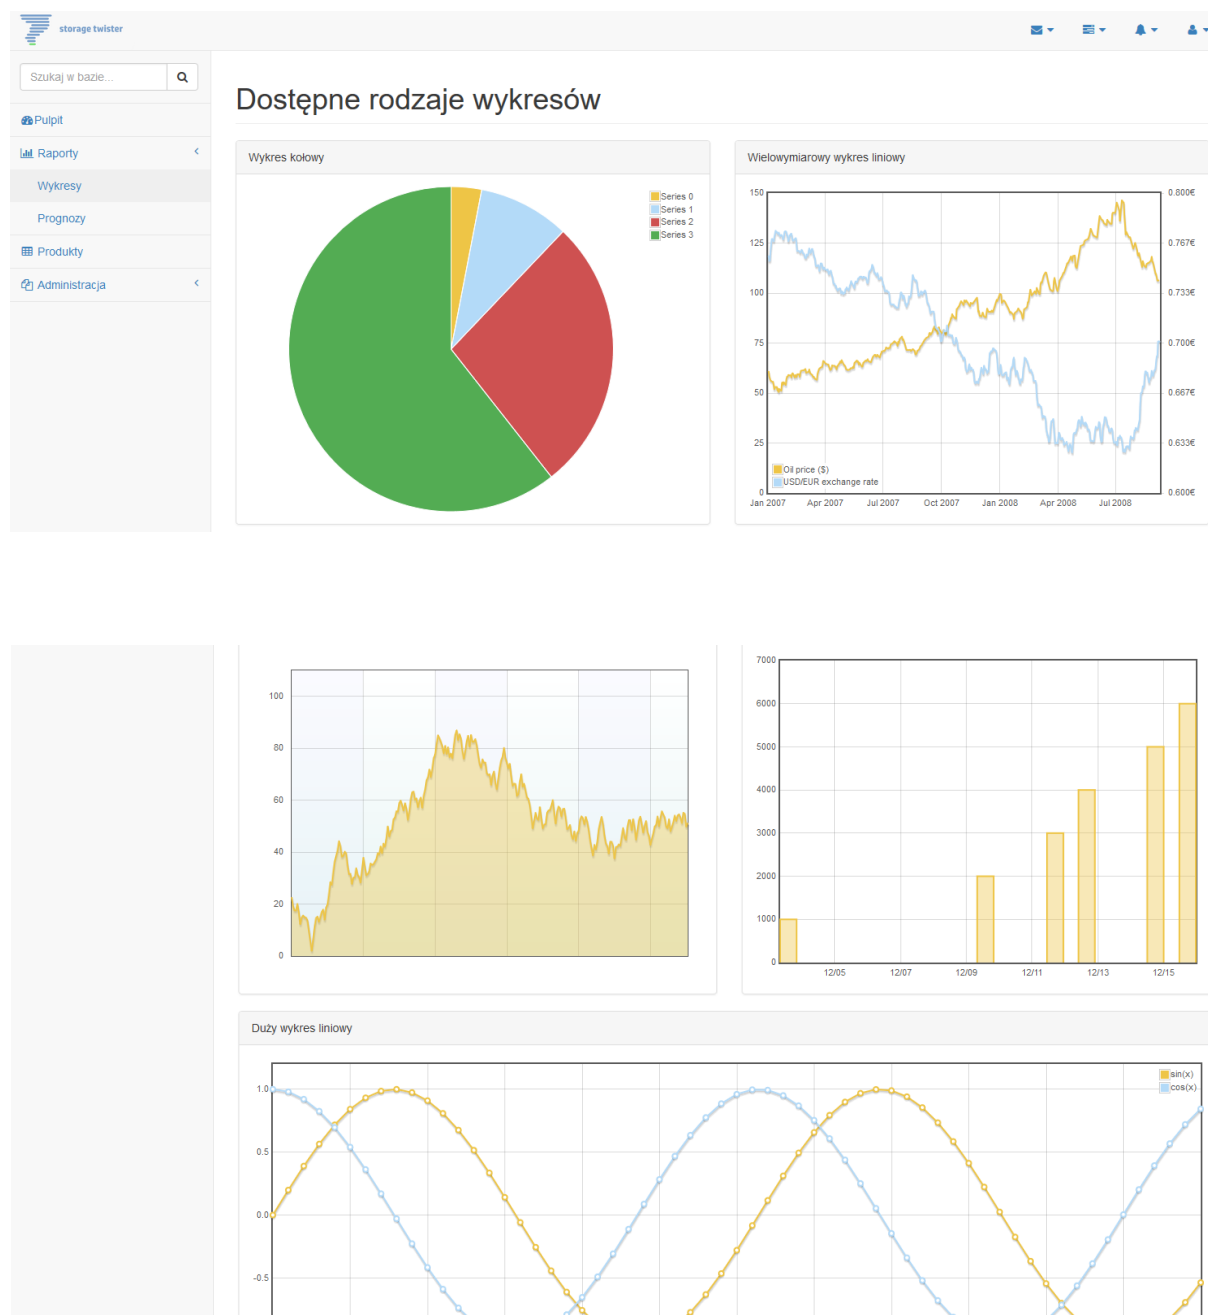 storage twister
Szukaj w bazie...
Pulpit
Raporty
Wykresy
Prognozy
Produkty
Administracja
Dostępne rodzaje wykresów
Wykres kołowy
Series 0
Series 1
Series 2
Series 3
Wielowymiarowy wykres liniowy
150
125
100
75
50
25
0
0.800€
0.767€
0.733€
0.700€
0.667€
0.633€
0.600€
Oil price ($)
USD/EUR exchange rate
Jan 2007 Apr 2007 Jul 2007 Oct 2007 Jan 2008 Apr 2008 Jul 2008
100
80
60
40
20
0
7000
6000
5000
4000
3000
2000
1000
0
12/05 12/07 12/09 12/11 12/13 12/15
Duży wykres liniowy
1.0
0.5
0.0
-0.5
sin(x)
cos(x)